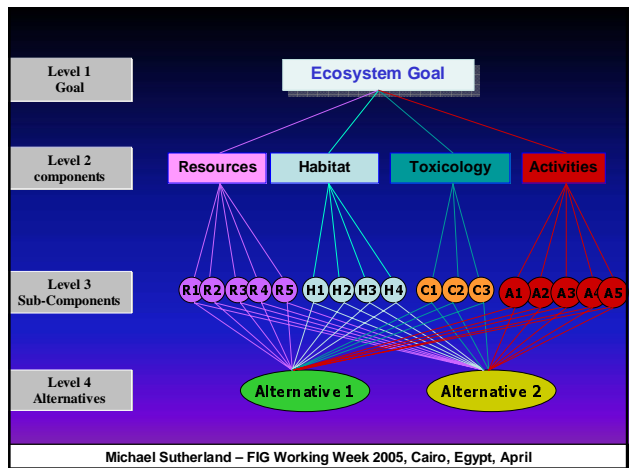 Level 1
Goal
Ecosystem Goal
Level 2
components
Resources Habitat Toxicology Activities
Level 3
Sub-Components
R1 R2 R3 R4 R5 H1 H2 H3 H4 C1 C2 C3 A1 A2 A3 A4 A5
Level 4
Alternatives
Alternative 1 Alternative 2
Michael Sutherland – FIG Working Week 2005, Cairo, Egypt, April